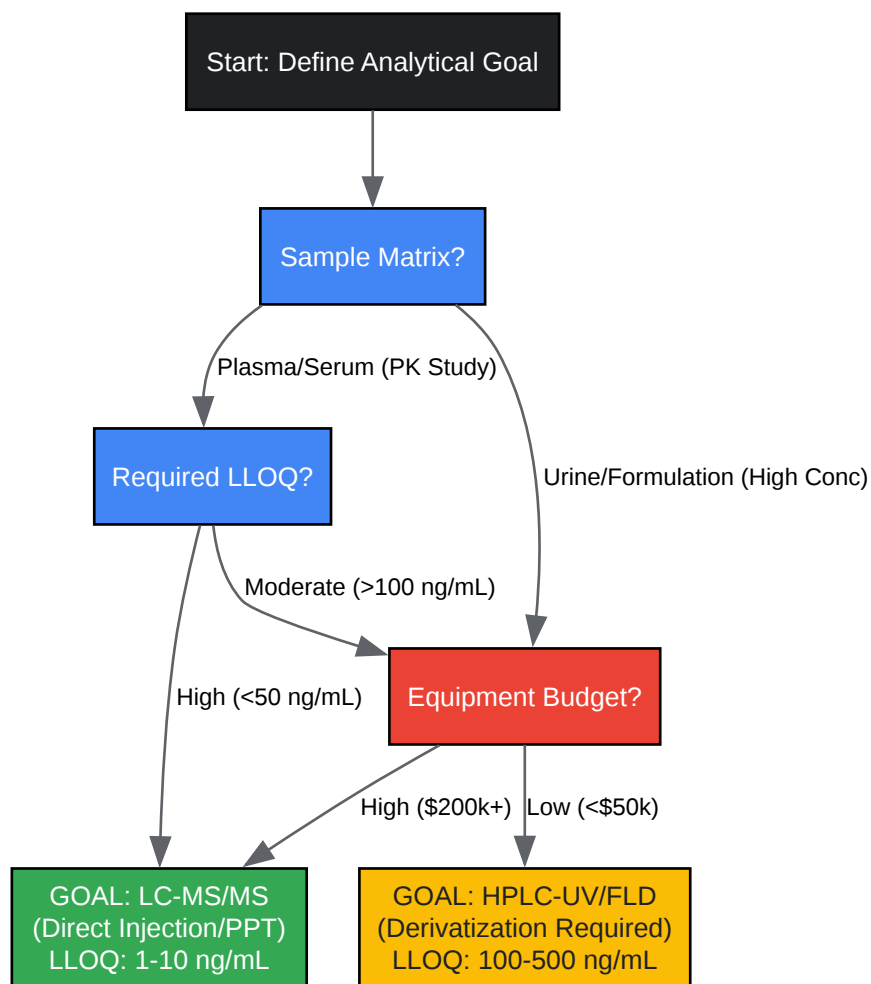 Start: Define Analytical Goal
Sample Matrix?
Plasma/Serum (PK Study)
Required LLOQ?
Urine/Formulation (High Conc)
Moderate (>100 ng/mL)
High (<50 ng/mL)
Equipment Budget?
High ($200k+)
Low (<$50k)
GOAL: LC-MS/MS
(Direct Injection/PPT)
LLOQ: 1-10 ng/mL
GOAL: HPLC-UV/FLD
(Derivatization Required)
LLOQ: 100-500 ng/mL